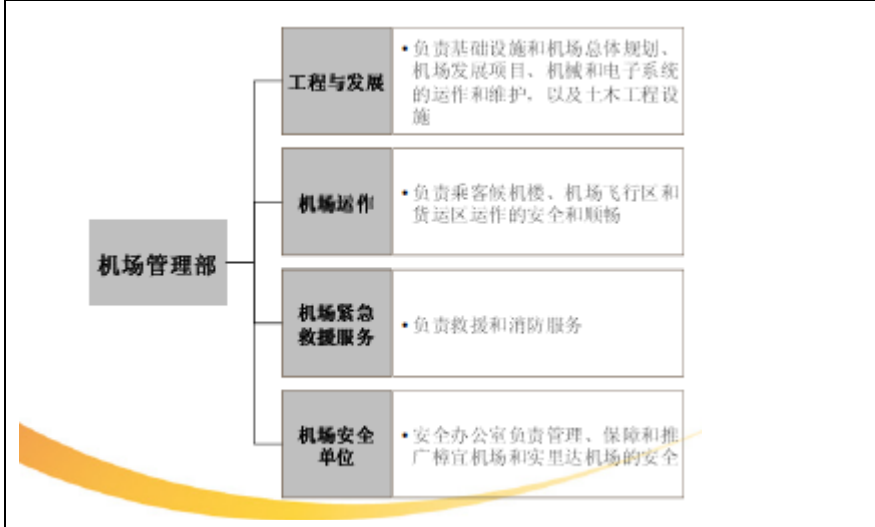 工程与发展
• 负责基础设施和机场总体规划、
机场发展项目、机械和电子系统
的运作和维护，以及土木工程设
施
机场运作
• 负责乘客候机楼、机场飞行区和
货运区运作的安全和顺畅
机场管理部
机场紧急
救援服务
• 负责救援和消防服务
机场安全
单位
• 安全办公室负责管理、保障和推
广樟宜机场和实里达机场的安全